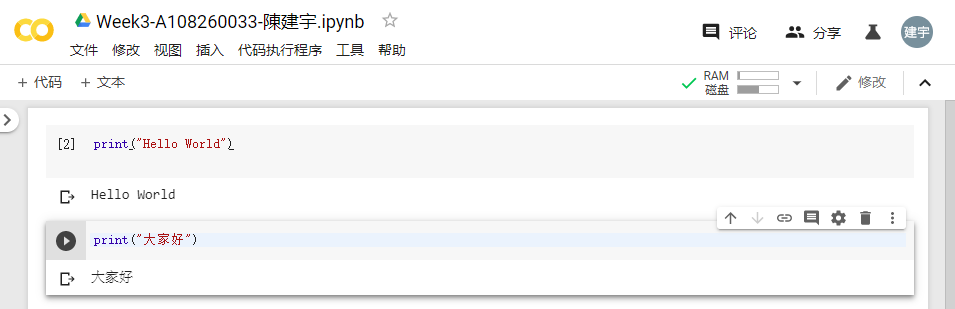 Week3-A108260033-陳建宇.ipynb
文件 修改 视图 插入 代码执行程序 工具 帮助
评论 分享 建宇
+ 代码 + 文本
RAM
磁盘
修改
[2] print("Hello World")
Hello World
print("大家好")
大家好